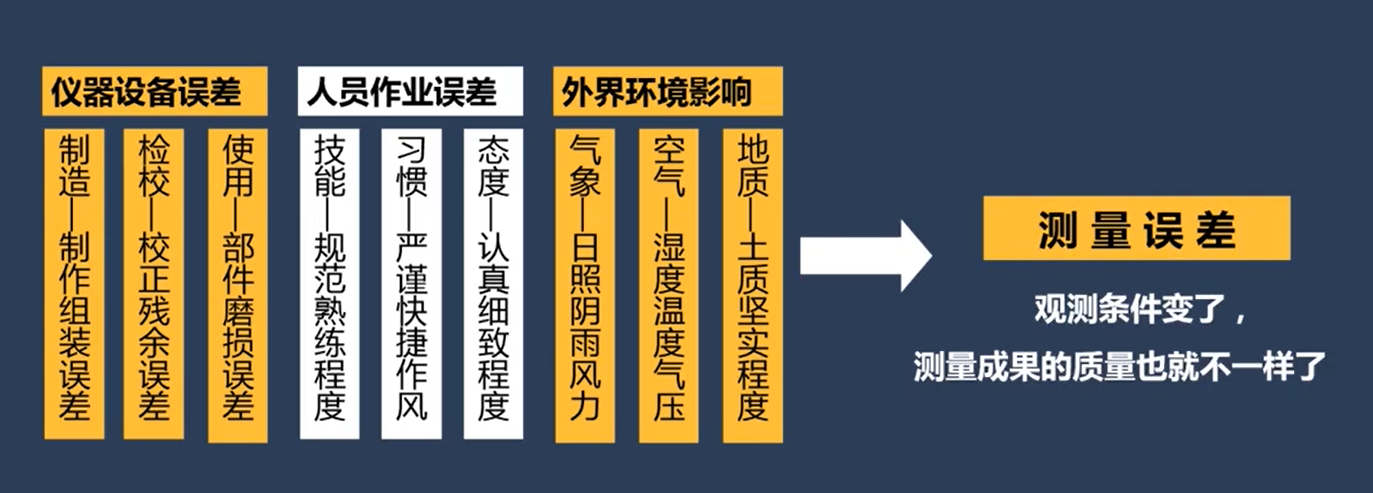 仪器设备误差
制造—制作组装误差
检校—校正残余误差
使用—部件磨损误差
人员作业误差
技能—规范熟练程度
习惯—严谨快捷作风
态度—认真细致程度
外界环境影响
气象—日照阴雨风力
空气—湿度温度气压
地质—土质坚实程度
测量误差
观测条件变了，
测量成果的质量也就不一样了